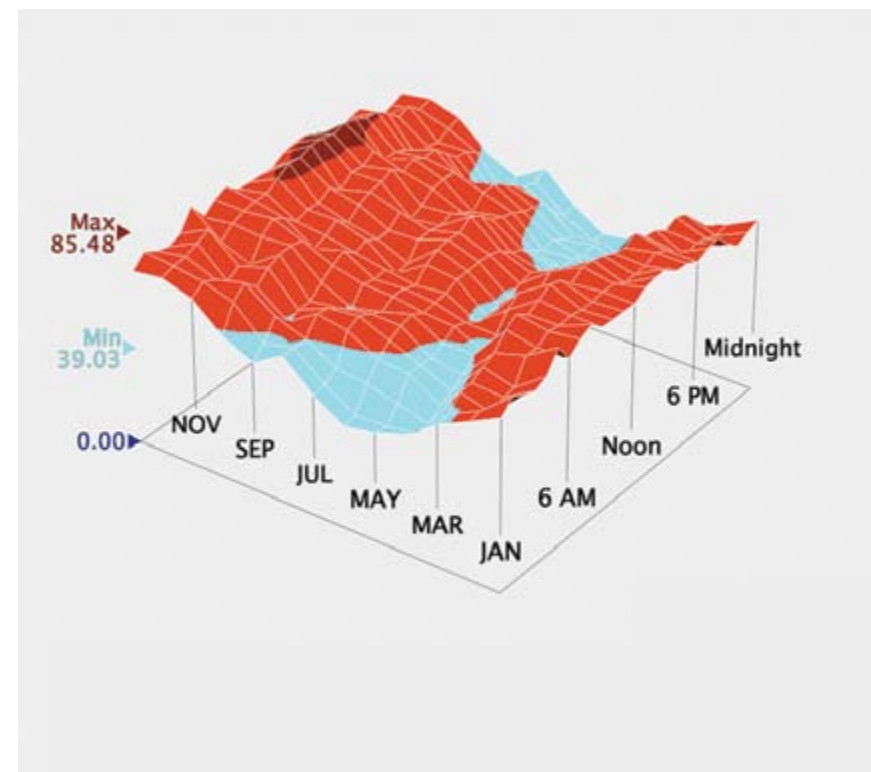 Max
85.48
Min
39.03
0.00
NOV
SEP
JUL
MAY
MAR
JAN
6 AM
Noon
6 PM
Midnight